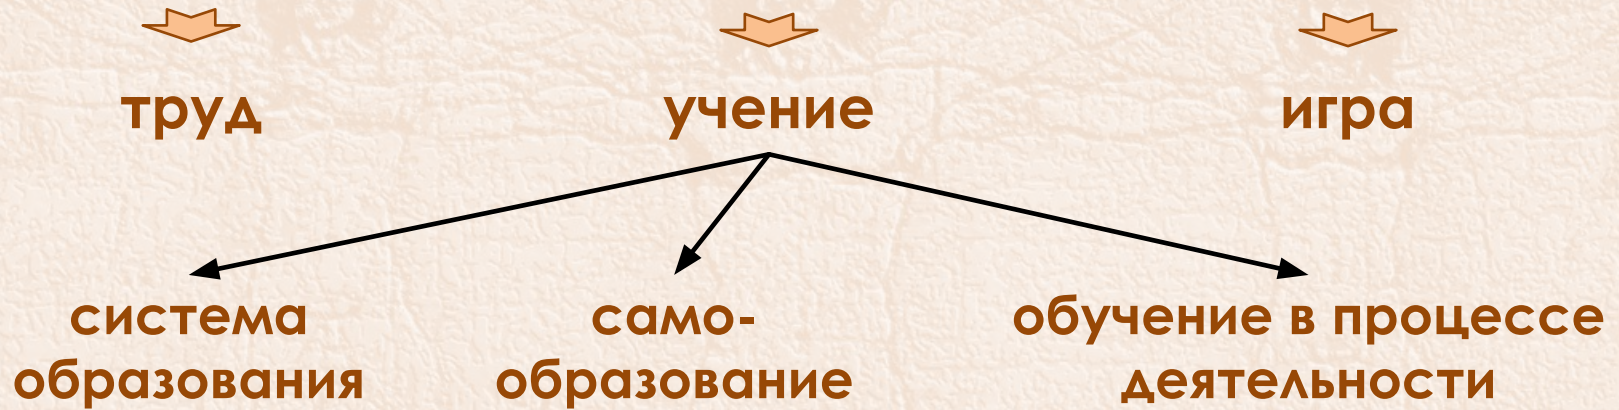 труд
учение
игра
система
образования
само-
образование
обучение в процессе
деятельности